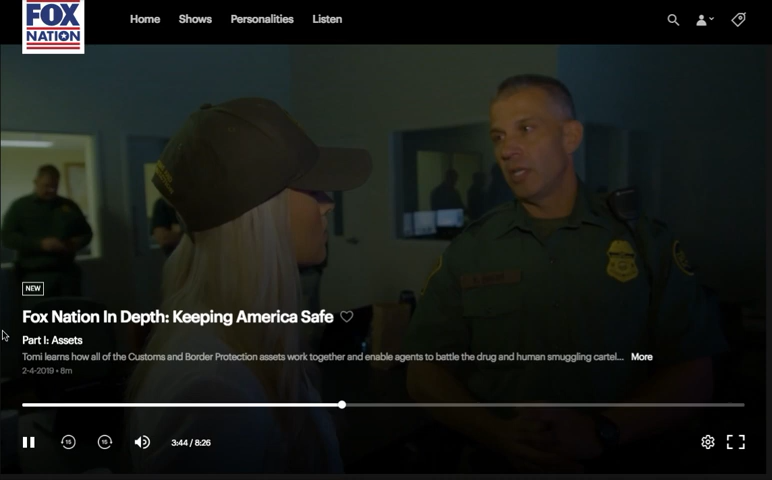 FOX
NATION
Home Shows Personalities Listen
NEW
Fox Nation In Depth: Keeping America Safe
Part I: Assets
Tomi learns how all of the Customs and Border Protection assets work together and enable agents to battle the drug and human smuggling cartel... More
2-4-2019 • 8m
15 15 3:44 / 8:26